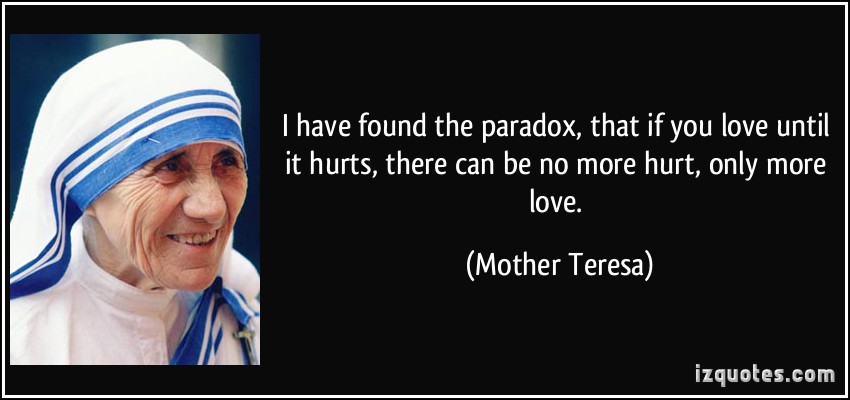 I have found the paradox, that if you love until
it hurts, there can be no more hurt, only more
love.
(Mother Teresa)
izquotes.com